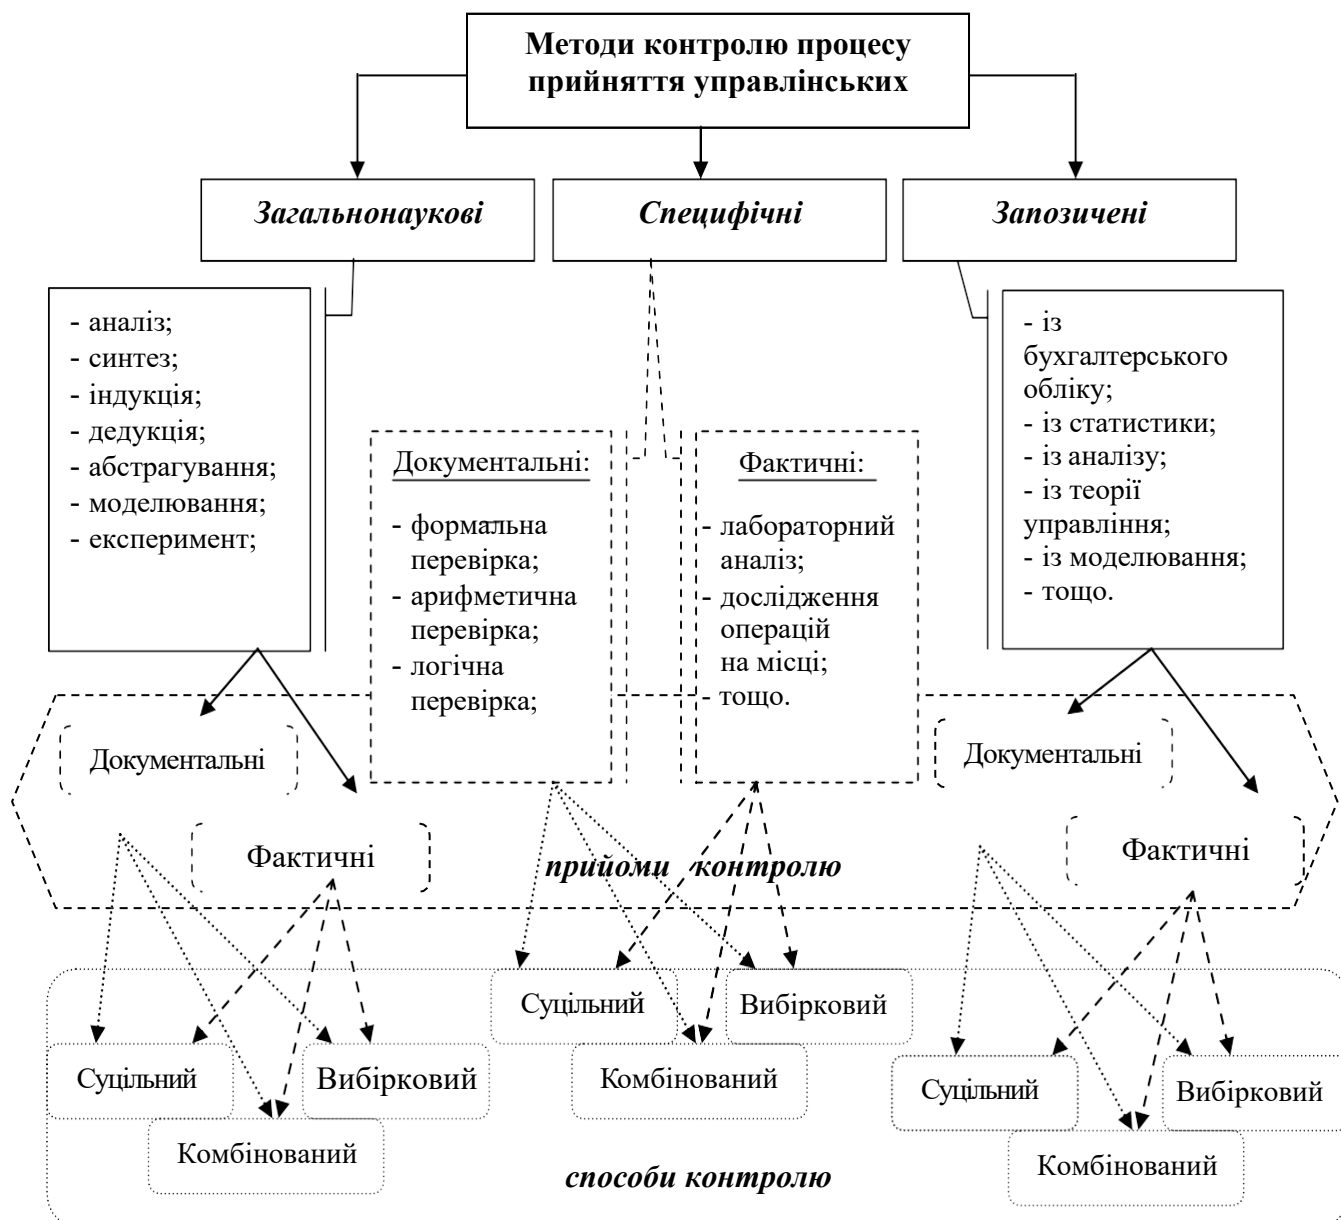 Методи контролю процесу
прийняття управлінських
Загальнонаукові
Специфічні
Запозичені
- аналіз;
- синтез;
- індукція;
- дедукція;
- абстрагування;
- моделювання;
- експеримент;
Документальні:
- формальна
перевірка;
- арифметична
перевірка;
- логічна
перевірка;
Фактичні:
- лабораторний
аналіз;
- дослідження
операцій
на місці;
- тощо.
- із
бухгалтерського
обліку;
- із статистики;
- із аналізу;
- із теорії
управління;
- із моделювання;
- тощо.
Документальні
Фактичні
прийоми контролю
Документальні
Фактичні
Суцільний
Вибірковий
Комбінований
Суцільний
Вибірковий
Комбінований
Суцільний
Вибірковий
Комбінований
способи контролю